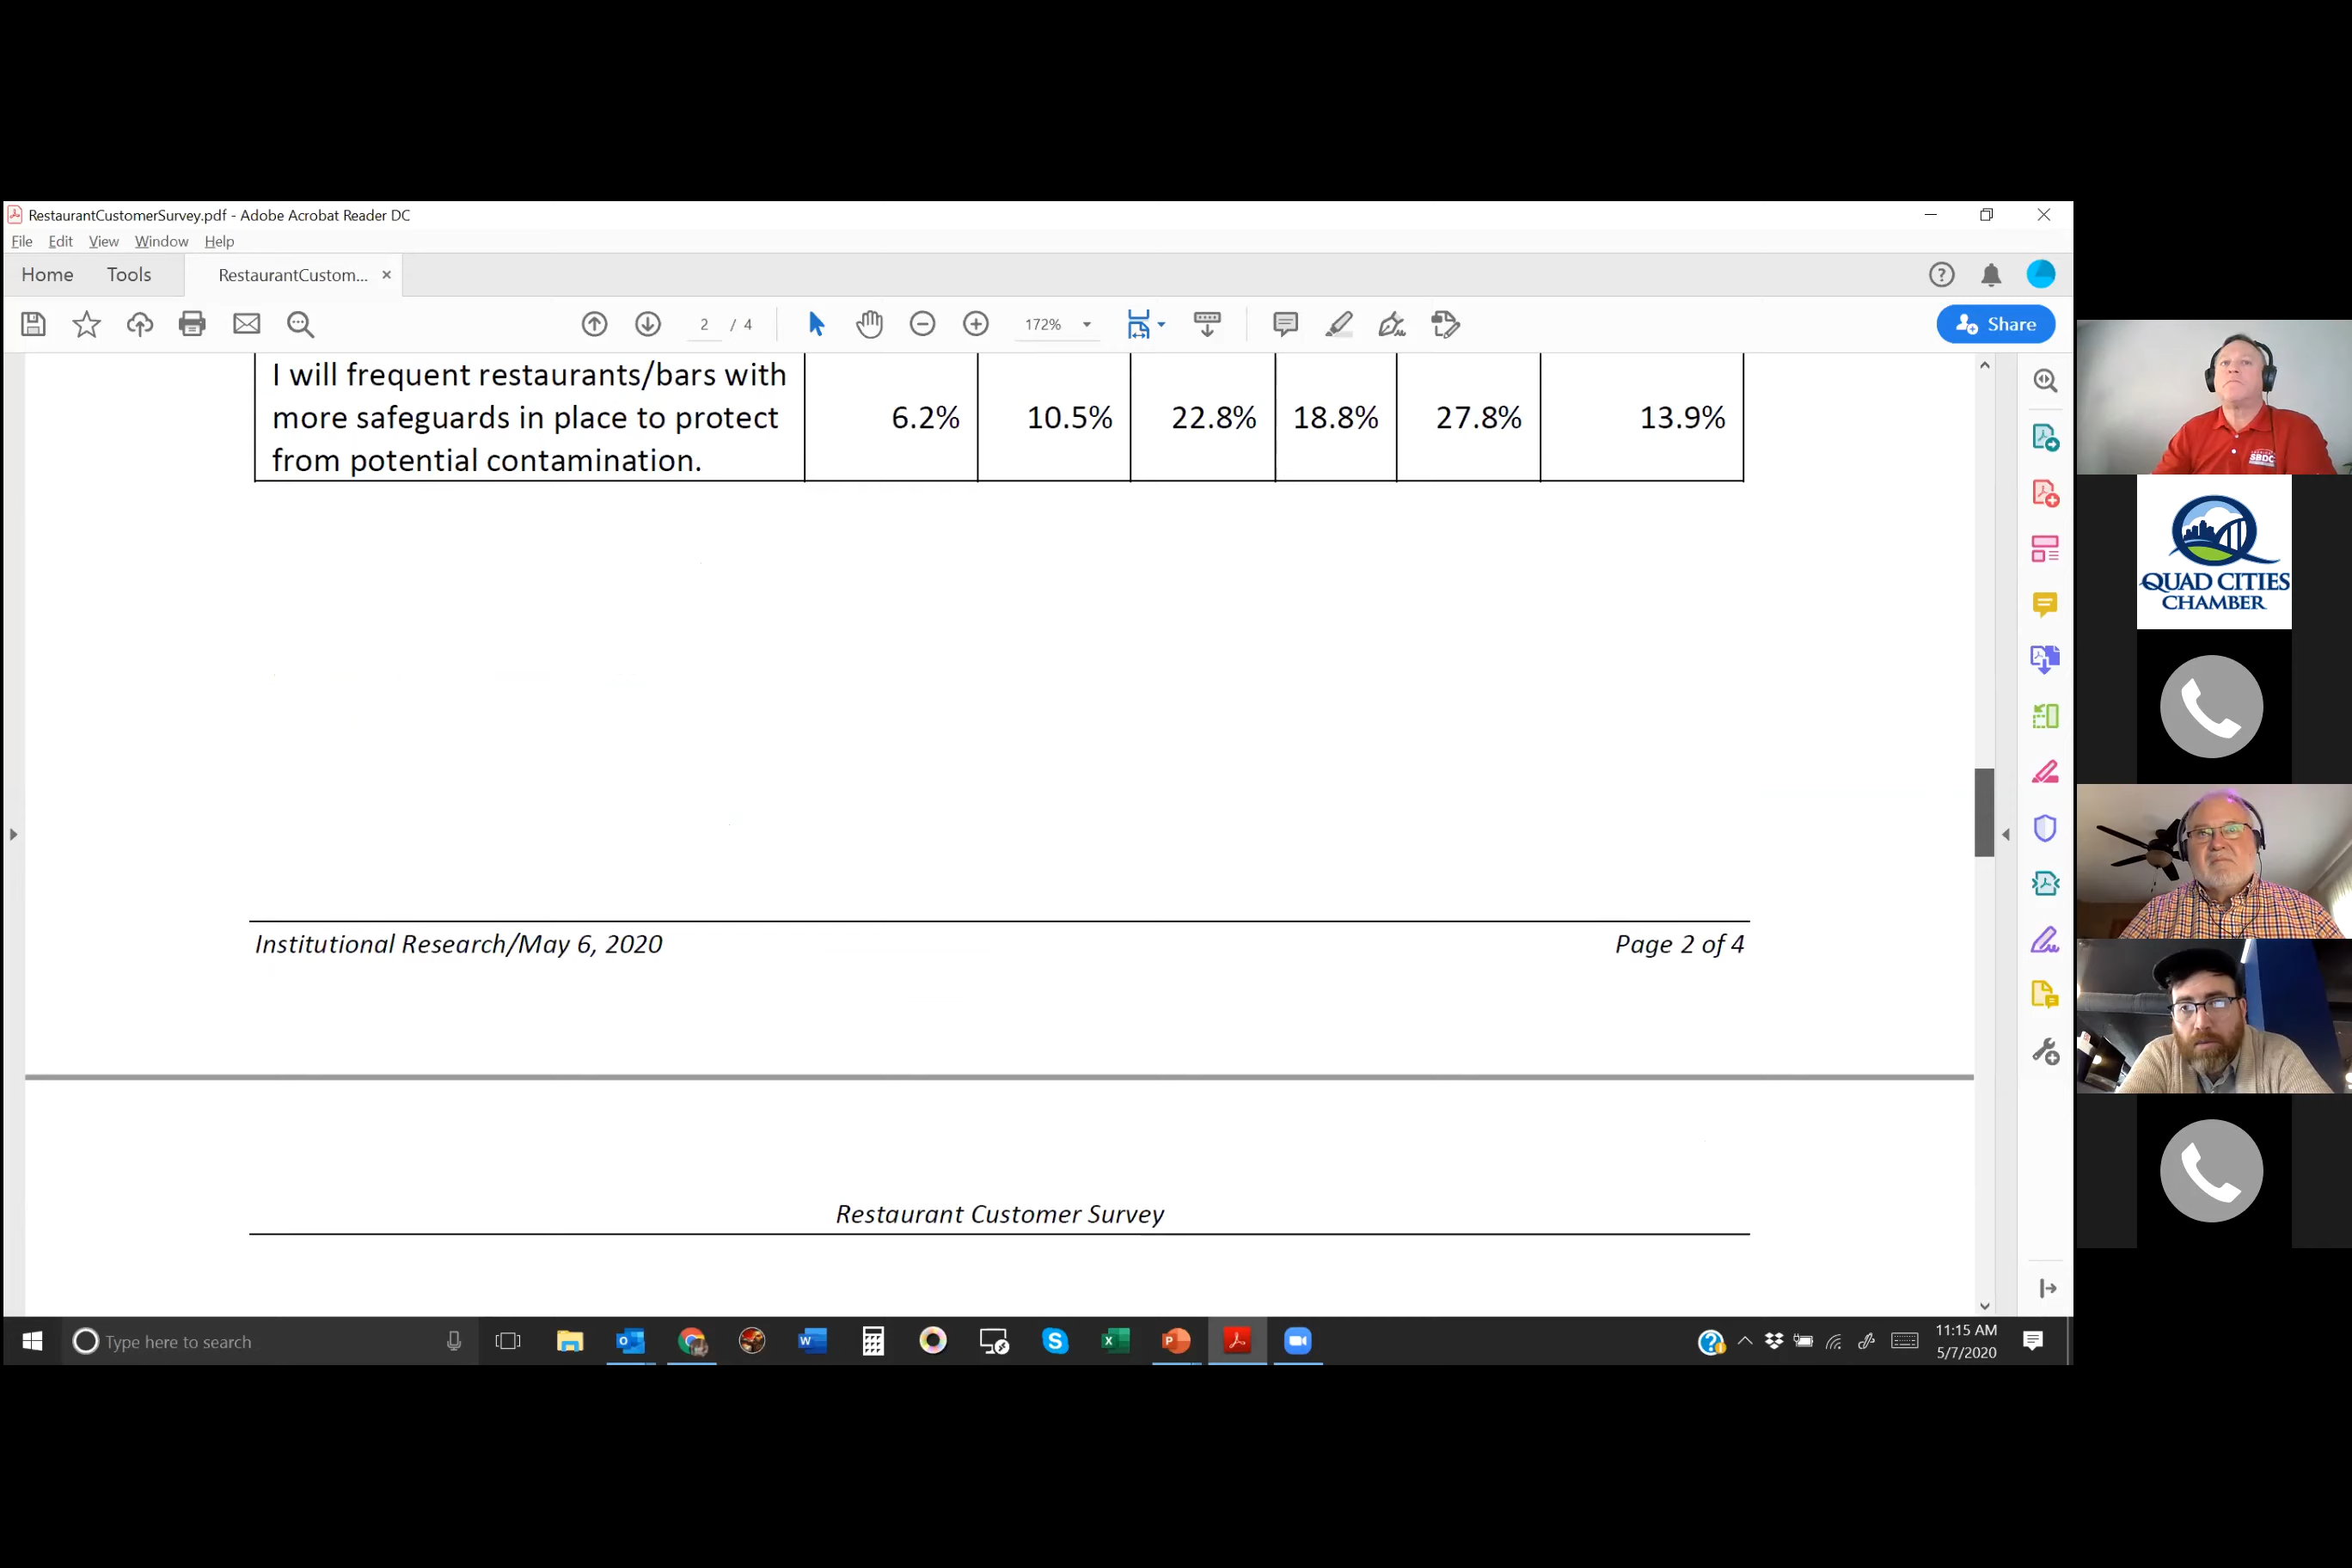 RestaurantCustomerSurvey.pdf - Adobe Acrobat Reader DC
File Edit View Window Help
Home Tools RestaurantCustom... ×
2 / 4 172% Share
I will frequent restaurants/bars with
more safeguards in place to protect
from potential contamination.
6.2% 10.5% 22.8% 18.8% 27.8% 13.9%
Institutional Research/May 6, 2020 Page 2 of 4
Restaurant Customer Survey
SBDC
QUAD CITIES
CHAMBER
Type here to search
11:15 AM
5/7/2020